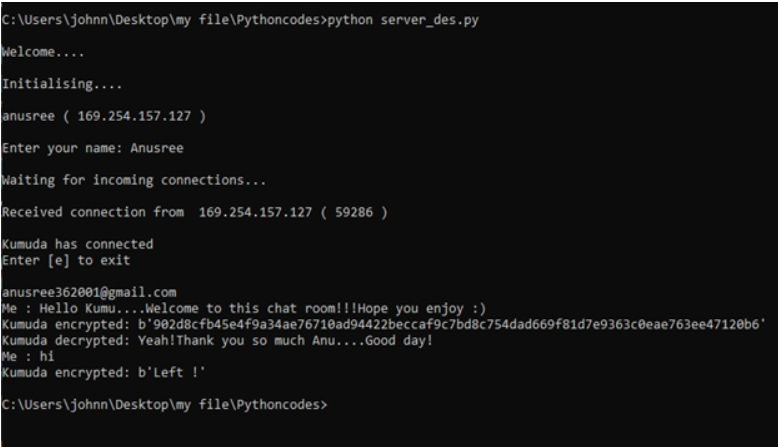 C:\Users\johnn\Desktop\my file\Pythoncodes>python server_des.py
Welcome....
Initialising....
anusree ( 169.254.157.127 )
Enter your name: Anusree
Waiting for incoming connections...
Received connection from  169.254.157.127 ( 59286 )
Kumuda has connected
Enter [e] to exit
anusree362001@gmail.com
Me : Hello Kumu....Welcome to this chat room!!!Hope you enjoy :)
Kumuda encrypted: b'902d8cfb45e4f9a34ae76710ad94422beccaf9c7bd8c754dad669f81d7e9363c0eae763ee47120b6'
Kumuda decrypted: Yeah!Thank you so much Anu....Good day!
Me : hi
Kumuda encrypted: b'Left !'
C:\Users\johnn\Desktop\my file\Pythoncodes>